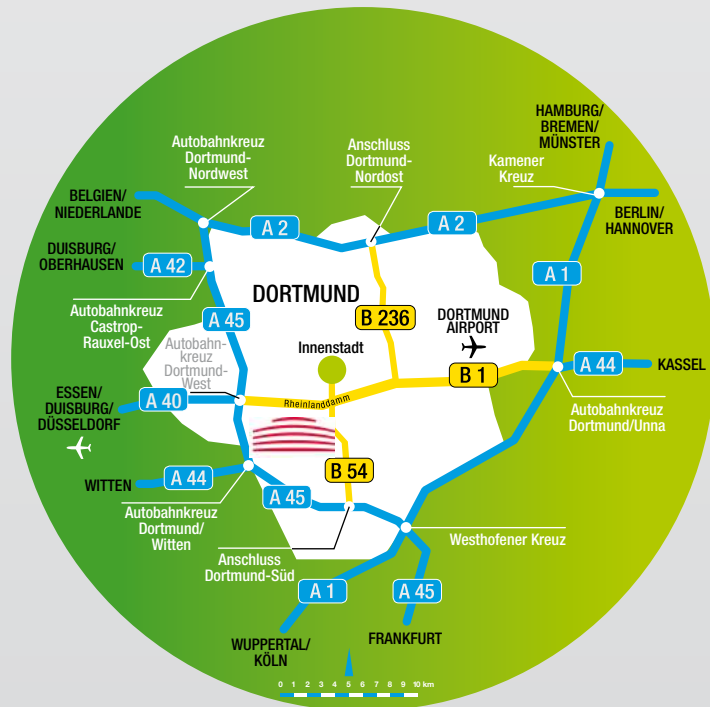 HAMBURG/
BREMEN/
MÜNSTER
Autobahnkreuz
Dortmund-
Nordwest
Anschluss
Dortmund-
Nordost
Kamener
Kreuz
BELGIEN/
NIEDERLANDE
BERLIN/
HANNOVER
A 2
A 2
DUISBURG/
OBERHAUSEN
A 42
A 1
DORTMUND
Autobahnkreuz
Castrop-
Rauxel-Ost
A 45
B 236
DORTMUND
AIRPORT
Autobahn-
kreuz
Dortmund-
West
Innenstadt
B 1
A 44
KASSEL
ESSEN/
DUISBURG/
DÜSSELDORF
A 40
Rheinlanddamm
Autobahnkreuz
Dortmund/Unna
WITTEN
A 44
B 54
A 45
Autobahnkreuz
Dortmund/
Witten
Anschluss
Dortmund-Süd
Westhofener Kreuz
A 1
A 45
WUPPERTAL/
KÖLN
FRANKFURT
0 1 2 3 4 5 6 7 8 9 10 km